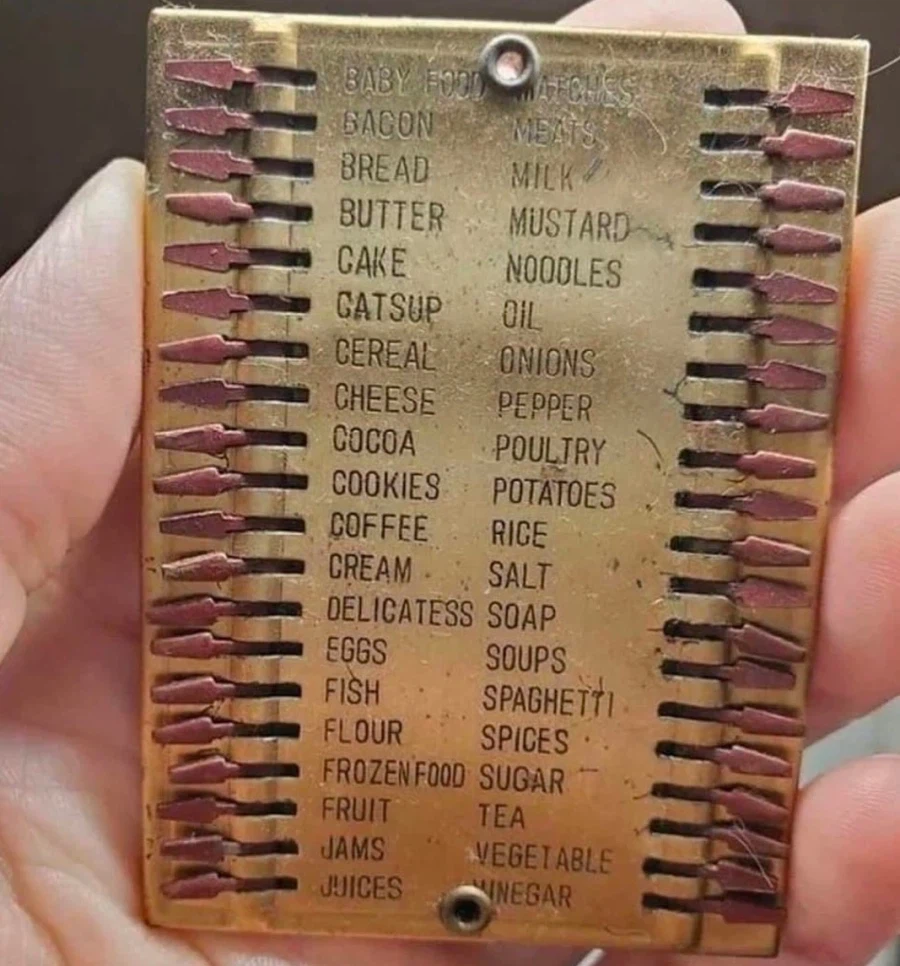 BABY FOOD MATCHES
BACON MEATS
BREAD MILK
BUTTER MUSTARD
CAKE NOODLES
CATSUP OIL
CEREAL ONIONS
CHEESE PEPPER
COCOA POULTRY
COOKIES POTATOES
COFFEE RICE
CREAM SALT
DELICATESS SOAP
EGGS SOUPS
FISH SPAGHETTI
FLOUR SPICES
FROZEN FOOD SUGAR
FRUIT TEA
JAMS VEGETABLE
JUICES VINEGAR